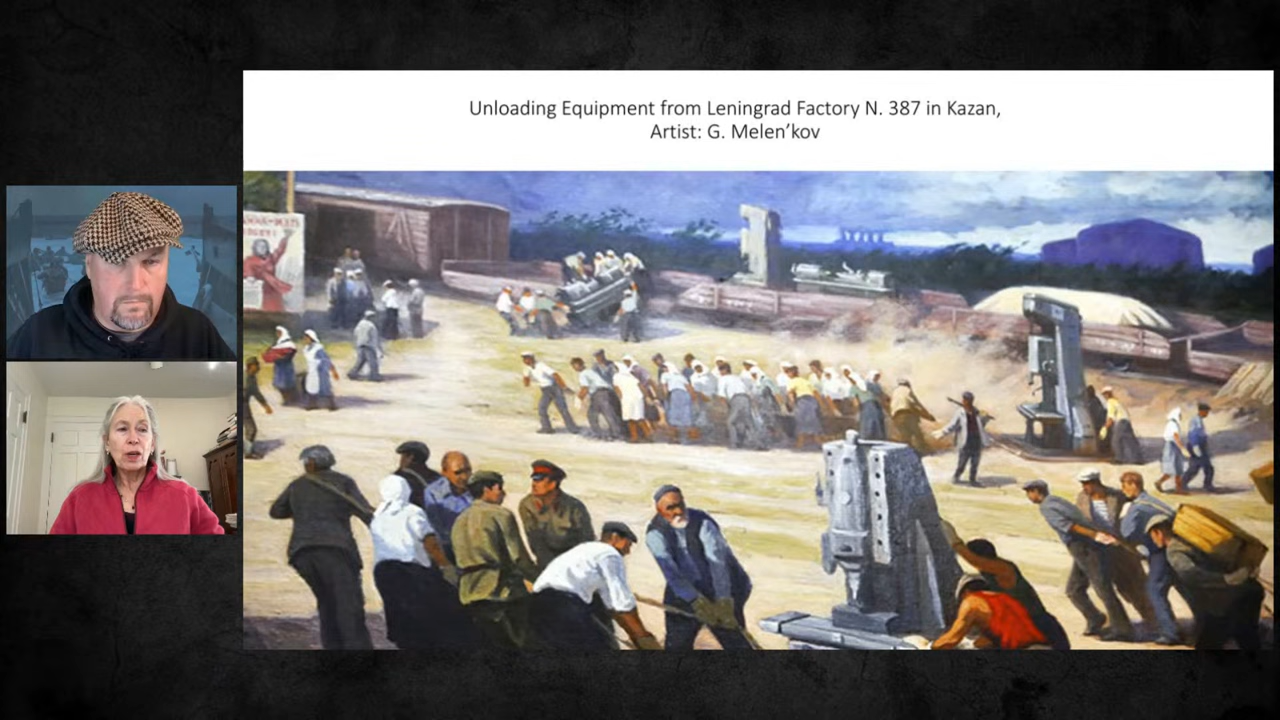 Unloading Equipment from Leningrad Factory N. 387 in Kazan,
Artist: G. Melen’kov